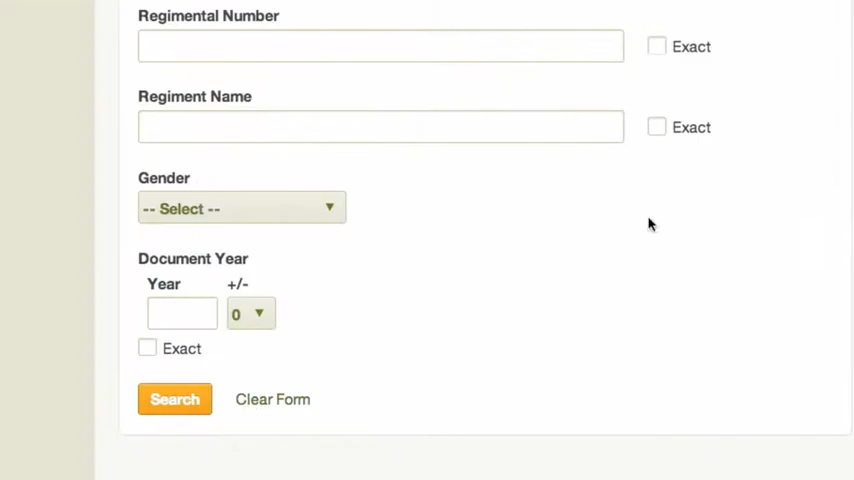 Regimental Number
Exact
Regiment Name
Exact
Gender
-- Select --
Document Year
Year +/-
0
Exact
Search Clear Form